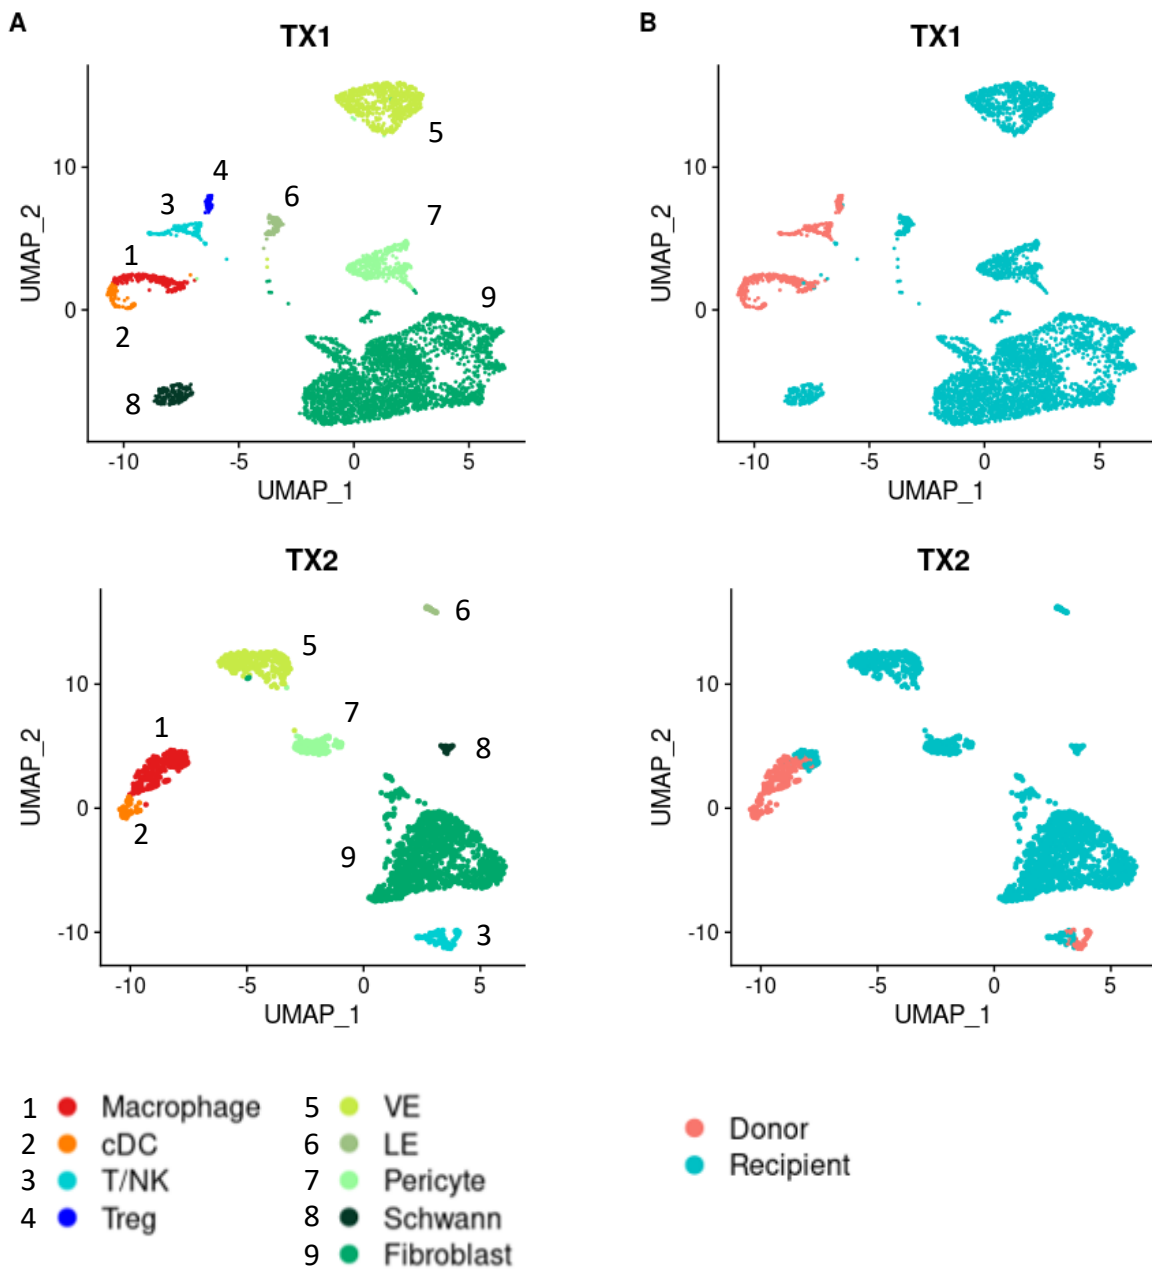 A
B
TX1
TX1
4
5
10
10
3
6
7
UMAP_2
UMAP_2
1
9
0
0
2
8
-10 -5 0 5
-10 -5 0 5
UMAP_1
UMAP_1
TX2
TX2
6
5
10
10
7
1
8
UMAP_2
UMAP_2
0
0
2
9
-10
-10
3
-10 -5 0 5
-10 -5 0 5
UMAP_1
UMAP_1
1 Macrophage
2 cDC
3 T/NK
4 Treg
5 VE
6 LE
7 Pericyte
8 Schwann
9 Fibroblast
Donor
Recipient